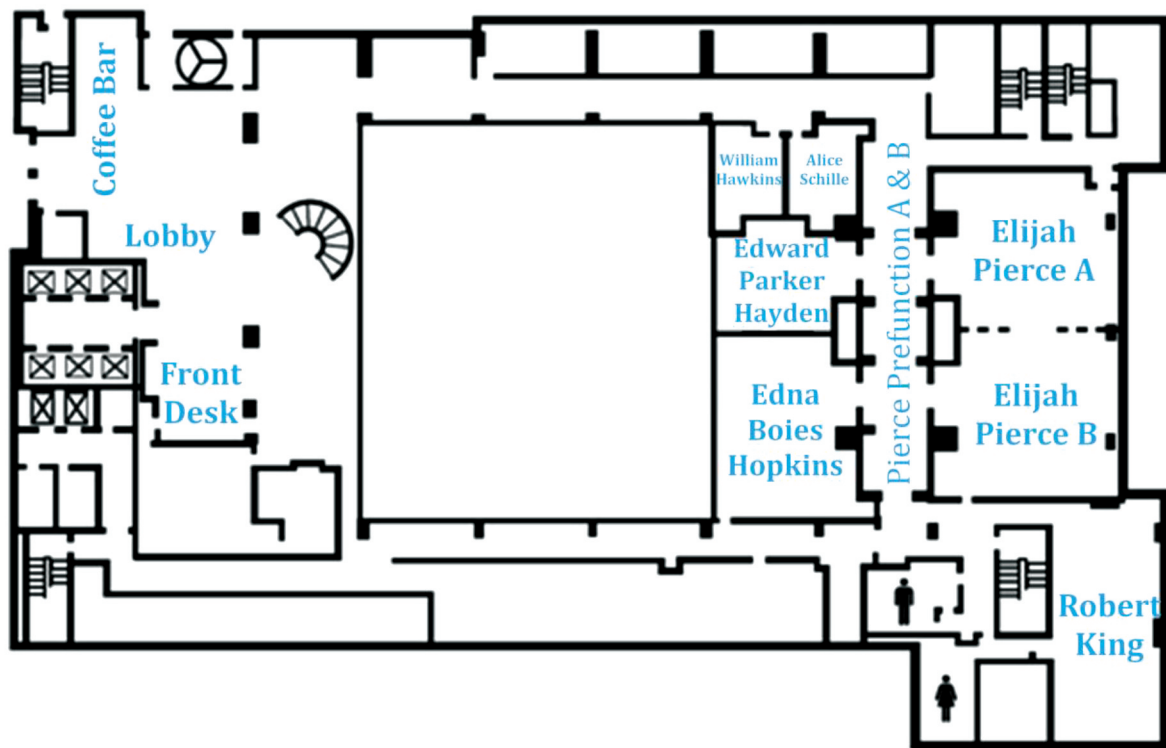 Coffee Bar
Lobby
Front
Desk
William
Hawkins
Alice
Schille
Edward
Parker
Hayden
Edna
Boies
Hopkins
Pierce Prefunction A & B
Elijah
Pierce A
Elijah
Pierce B
Robert
King